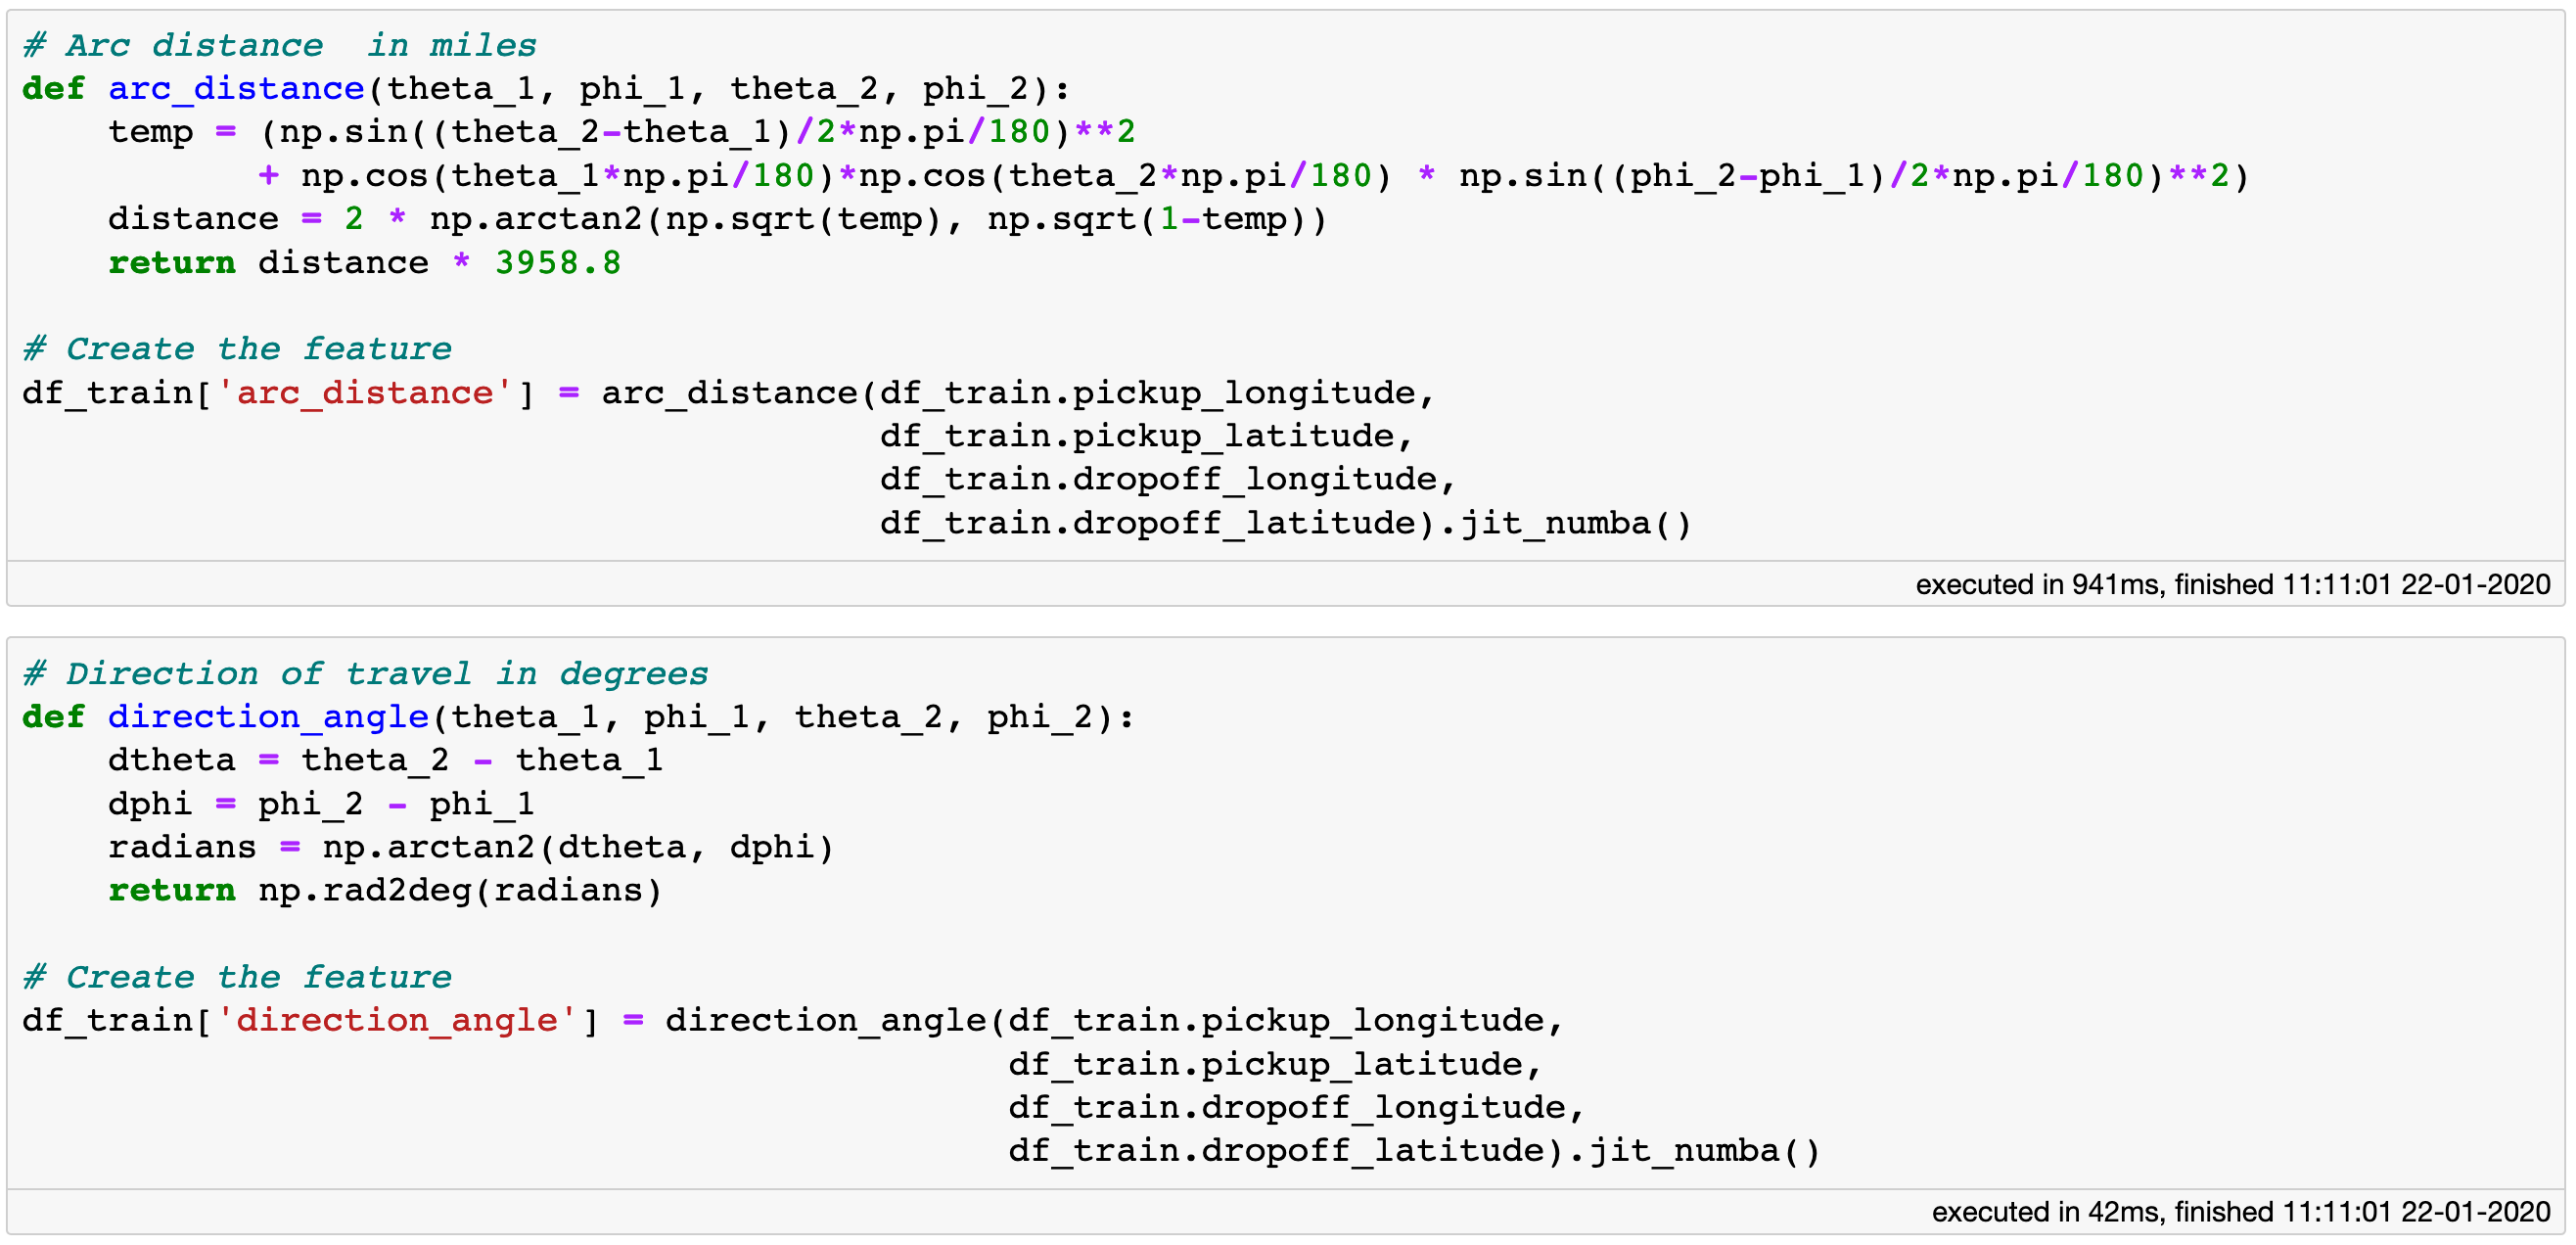 # Arc distance  in miles
def arc_distance(theta_1, phi_1, theta_2, phi_2):
    temp = (np.sin((theta_2-theta_1)/2*np.pi/180)**2
           + np.cos(theta_1*np.pi/180)*np.cos(theta_2*np.pi/180) * np.sin((phi_2-phi_1)/2*np.pi/180)**2)
    distance = 2 * np.arctan2(np.sqrt(temp), np.sqrt(1-temp))
    return distance * 3958.8
# Create the feature
df_train['arc_distance'] = arc_distance(df_train.pickup_longitude,
                                        df_train.pickup_latitude,
                                        df_train.dropoff_longitude,
                                        df_train.dropoff_latitude).jit_numba()
executed in 941ms, finished 11:11:01 22-01-2020
# Direction of travel in degrees
def direction_angle(theta_1, phi_1, theta_2, phi_2):
    dtheta = theta_2 - theta_1
    dphi = phi_2 - phi_1
    radians = np.arctan2(dtheta, dphi)
    return np.rad2deg(radians)
# Create the feature
df_train['direction_angle'] = direction_angle(df_train.pickup_longitude,
                                              df_train.pickup_latitude,
                                              df_train.dropoff_longitude,
                                              df_train.dropoff_latitude).jit_numba()
executed in 42ms, finished 11:11:01 22-01-2020